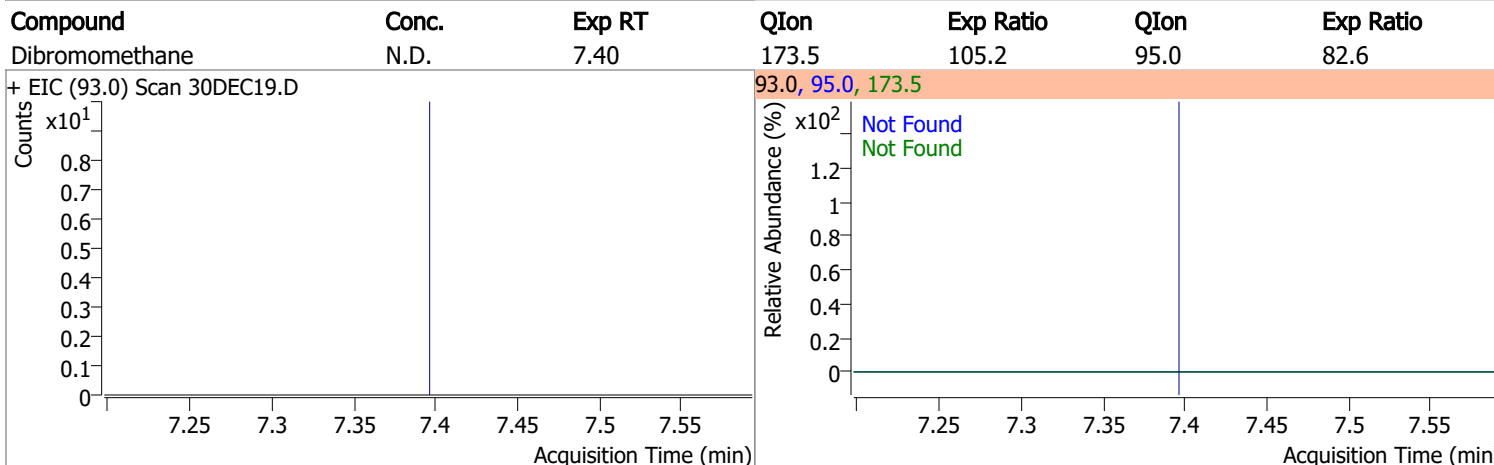 Compound Conc. Exp RT QIon Exp Ratio QIon Exp Ratio
Dibromomethane N.D. 7.40 173.5 105.2 95.0 82.6
+ EIC (93.0) Scan 30DEC19.D
Counts
x10¹
0.8
0.7
0.6
0.5
0.4
0.3
0.2
0.1
0
7.25 7.3 7.35 7.4 7.45 7.5 7.55
Acquisition Time (min)
93.0, 95.0, 173.5
Relative Abundance (%)
x10²
Not Found
Not Found
1.2
1
0.8
0.6
0.4
0.2
0
7.25 7.3 7.35 7.4 7.45 7.5 7.55
Acquisition Time (min